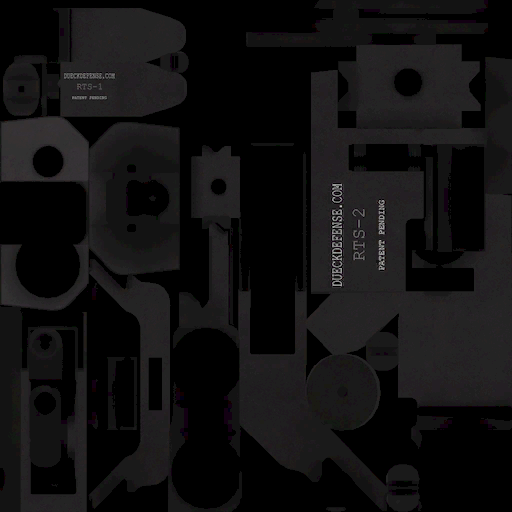 DUECKDEFENSE.COM
RTS-1
PATENT PENDING
DUECKDEFENSE.COM
RTS-2
PATENT PENDING